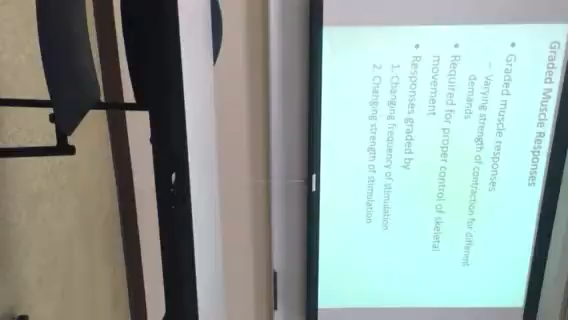 Graded Muscle Responses
• Graded muscle responses
– Varying strength of contraction for different
demands
• Required for proper control of skeletal
movement
• Responses graded by
1. Changing frequency of stimulation
2. Changing strength of stimulation